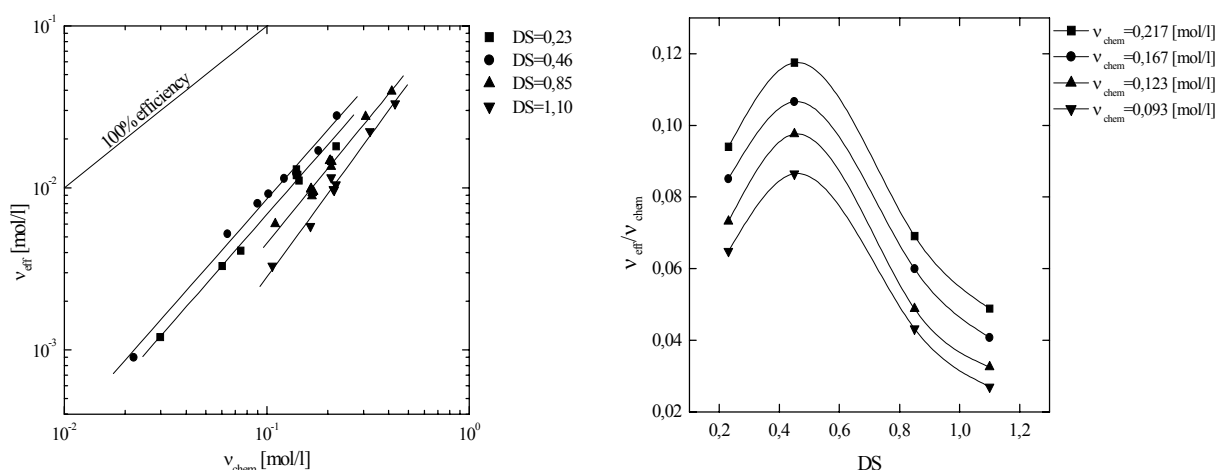 10⁻¹
10⁻²
10⁻³
ν_eff [mol/l]
100% efficiency
10⁻² 10⁻¹ 10⁰
ν_chem [mol/l]
DS=0,23
DS=0,46
DS=0,85
DS=1,10
0,12
0,10
0,08
0,06
0,04
0,02
ν_eff/ν_chem
0,2 0,4 0,6 0,8 1,0 1,2
DS
ν_chem=0,217 [mol/l]
ν_chem=0,167 [mol/l]
ν_chem=0,123 [mol/l]
ν_chem=0,093 [mol/l]